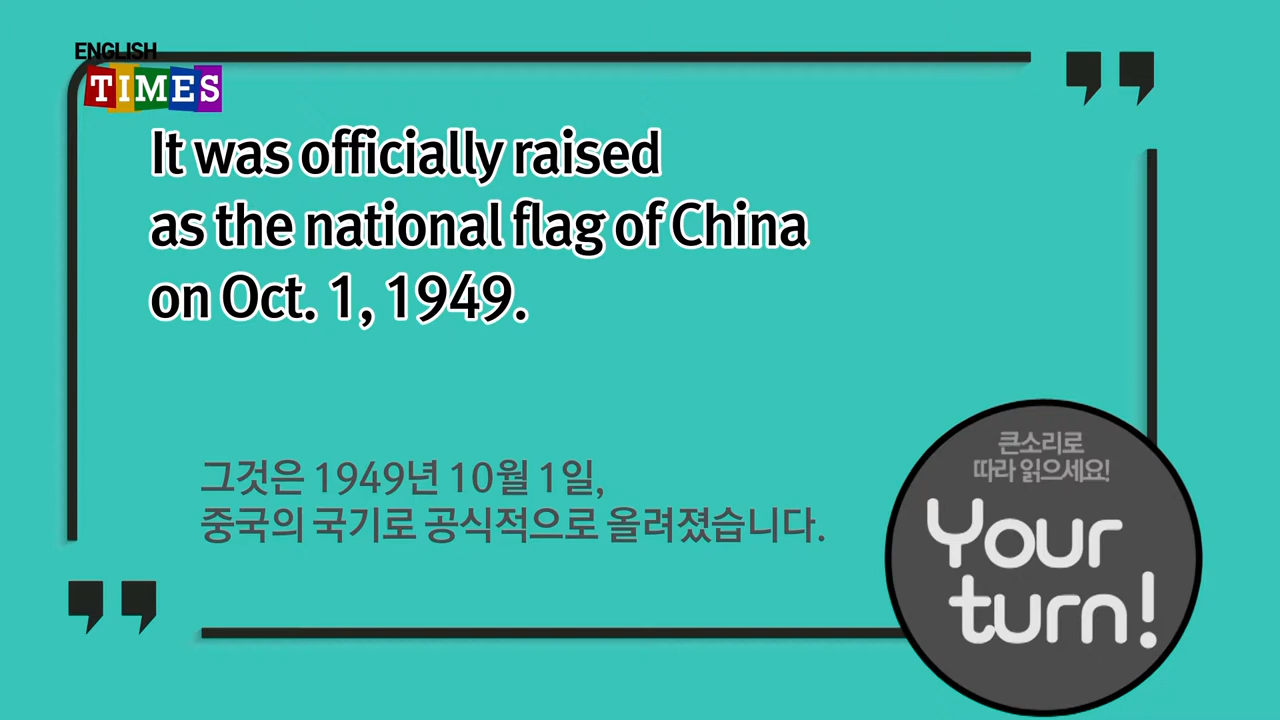 ENGLISH
TIMES
It was officially raised
as the national flag of China
on Oct. 1, 1949.
그것은 1949년 10월 1일,
중국의 국기로 공식적으로 올려졌습니다.
큰소리로
따라 읽으세요!
Your
turn!